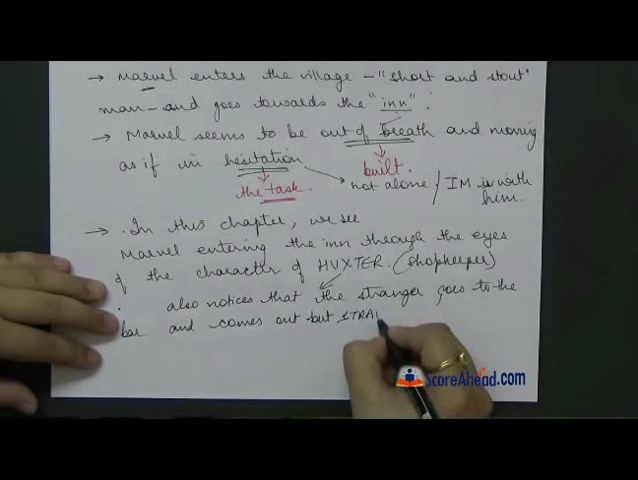 → Marvel enters the village - "short and stout"
man - and goes towards the "inn".
→ Marvel seems to be out of breath and moving
as if in hesitation
built.
the task.
not alone / IM is with
him.
→ . In this chapter, we see
Marvel entering the inn through the eyes
of the character of HUXTER. (shopkeeper)
. also notices that the stranger goes to the
bar and comes out but STRA
ScoreAhead.com